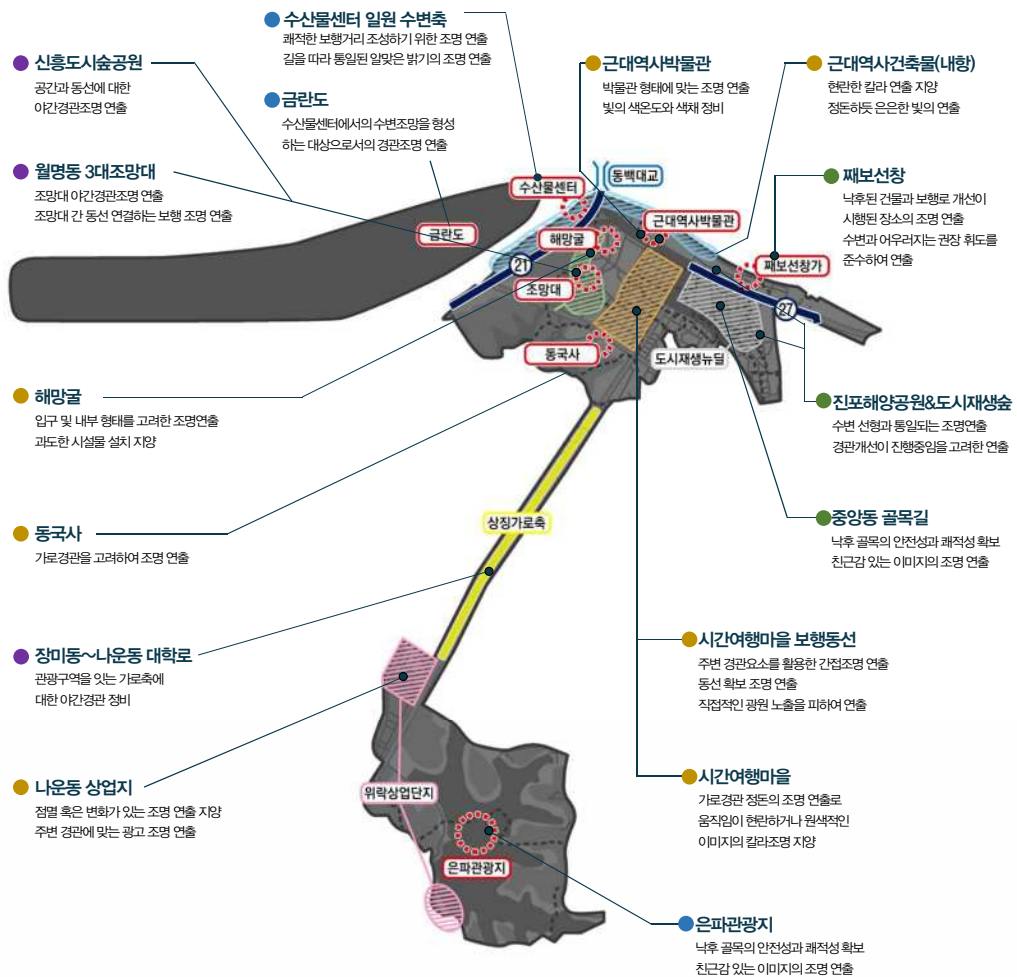 수산물센터 일원 수변축
쾌적한 보행거리 조성하기 위한 조명 연출
길을 따라 통일된 알맞은 밝기의 조명 연출
신흥도시숲공원
공간과 동선에 대한
야간경관조명 연출
금란도
수산물센터에서의 수변조망을 형성
하는 대상으로서의 경관조명 연출
근대역사박물관
박물관 형태에 맞는 조명 연출
빛의 색온도와 색채 정비
근대역사건축물(내항)
현란한 칼라 연출 지양
정돈하듯 은은한 빛의 연출
월명동 3대조망대
조망대 야간경관조명 연출
조망대 간 동선 연결하는 보행 조명 연출
째보선창
낙후된 건물과 보행로 개선이
시행된 장소의 조명 연출
수변과 어우러지는 권장 휘도를
준수하여 연출
수산물센터
동백대교
금란도
해망굴
근대역사박물관
21
조망대
째보선창가
27
동국사
도시재생뉴딜
해망굴
입구 및 내부 형태를 고려한 조명연출
과도한 시설물 설치 지양
진포해양공원&도시재생숲
수변 선형과 통일되는 조명연출
경관개선이 진행중임을 고려한 연출
동국사
가로경관을 고려하여 조명 연출
상징가로축
중앙동 골목길
낙후 골목의 안전성과 쾌적성 확보
친근감 있는 이미지의 조명 연출
장미동~나운동 대학로
관광구역을 잇는 가로축에
대한 야간경관 정비
시간여행마을 보행동선
주변 경관요소를 활용한 간접조명 연출
동선 확보 조명 연출
직접적인 광원 노출을 피하여 연출
나운동 상업지
점멸 혹은 변화가 있는 조명 연출 지양
주변 경관에 맞는 광고 조명 연출
위락상업단지
시간여행마을
가로경관 정돈의 조명 연출로
움직임이 현란하거나 원색적인
이미지의 칼라조명 지양
은파관광지
은파관광지
낙후 골목의 안전성과 쾌적성 확보
친근감 있는 이미지의 조명 연출